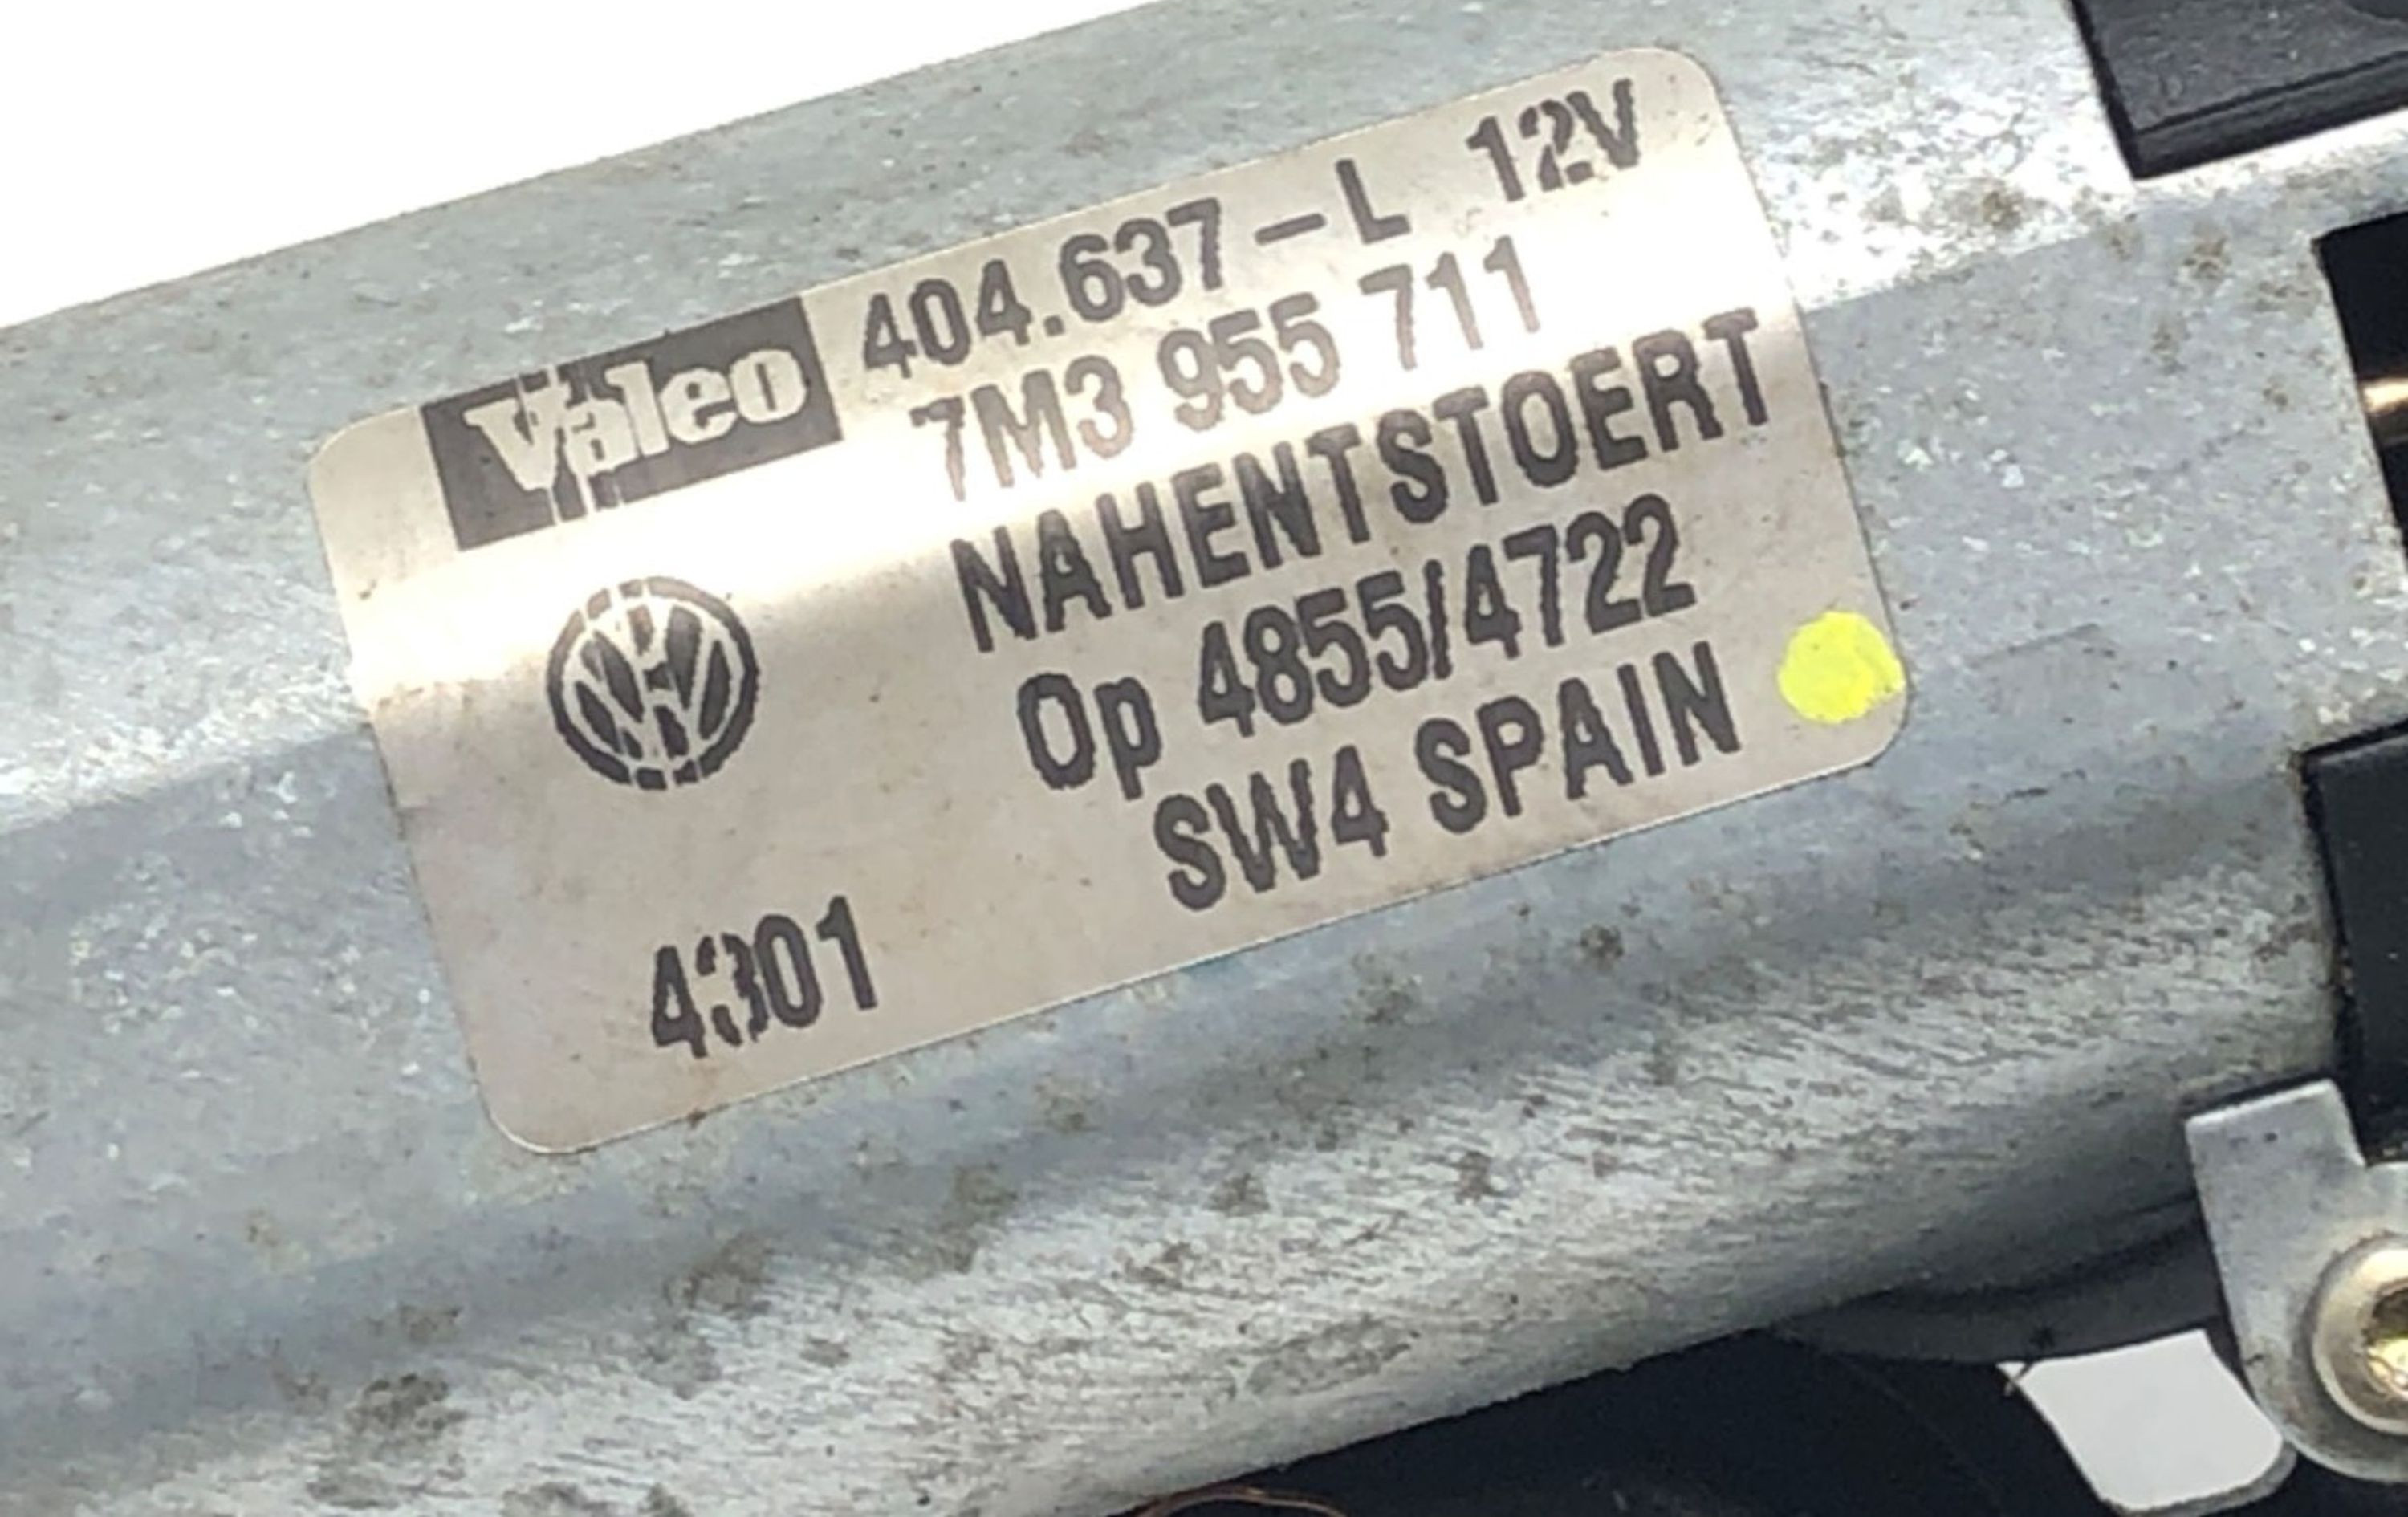 Valeo 404.637-L 12V
7M3 955 711
NAHENTSTOERT
Op 4855/4722
SW4 SPAIN
4301